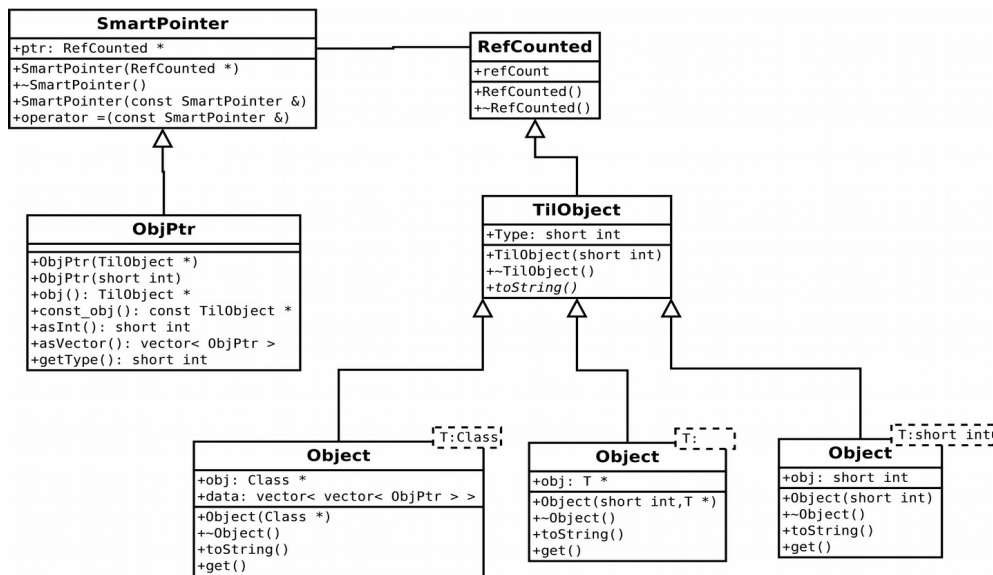 SmartPointer
+ptr: RefCounted *
+SmartPointer(RefCounted *)
+~SmartPointer()
+SmartPointer(const SmartPointer &)
+operator =(const SmartPointer &)
RefCounted
+refCount
+RefCounted()
+~RefCounted()
ObjPtr
+ObjPtr(TilObject *)
+ObjPtr(short int)
+obj(): TilObject *
+const_obj(): const TilObject *
+asInt(): short int
+asVector(): vector< ObjPtr >
+getType(): short int
TilObject
+Type: short int
+TilObject(short int)
+~TilObject()
+toString()
T:Class
Object
+obj: Class *
+data: vector< vector< ObjPtr > >
+Object(Class *)
+~Object()
+toString()
+get()
T:
Object
+obj: T *
+Object(short int,T *)
+~Object()
+toString()
+get()
T:short int
Object
+obj: short int
+Object(short int)
+~Object()
+toString()
+get()